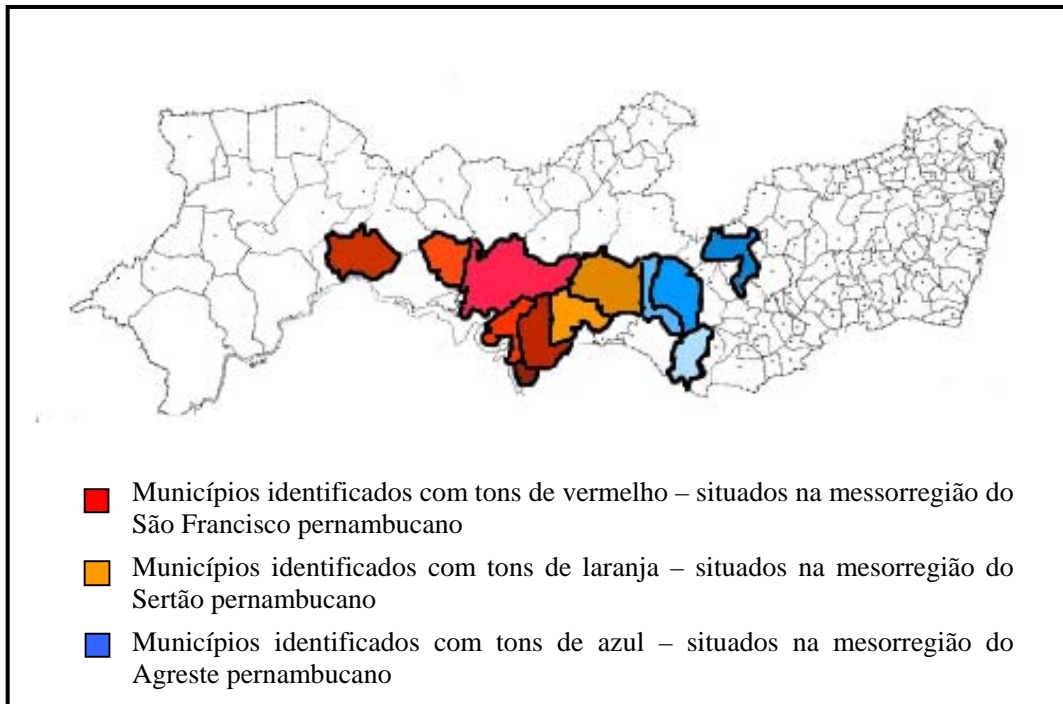 Municípios identificados com tons de vermelho – situados na messorregião do
São Francisco pernambucano
Municípios identificados com tons de laranja – situados na mesorregião do
Sertão pernambucano
Municípios identificados com tons de azul – situados na mesorregião do
Agreste pernambucano